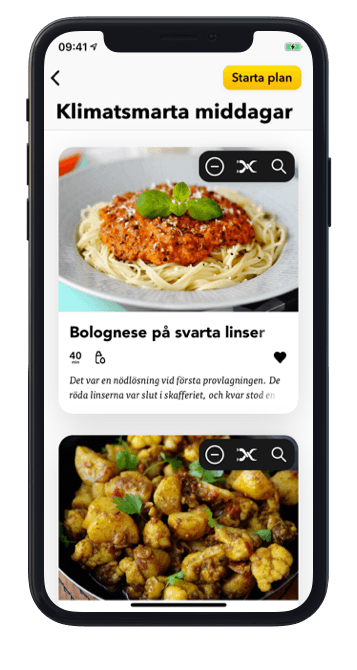 09:41
Starta plan
Klimatsmarta middagar
Bolognese på svarta linser
40
min
Det var en nödlösning vid första provlagningen. De
röda linserna var slut i skafferiet, och kvar stod en